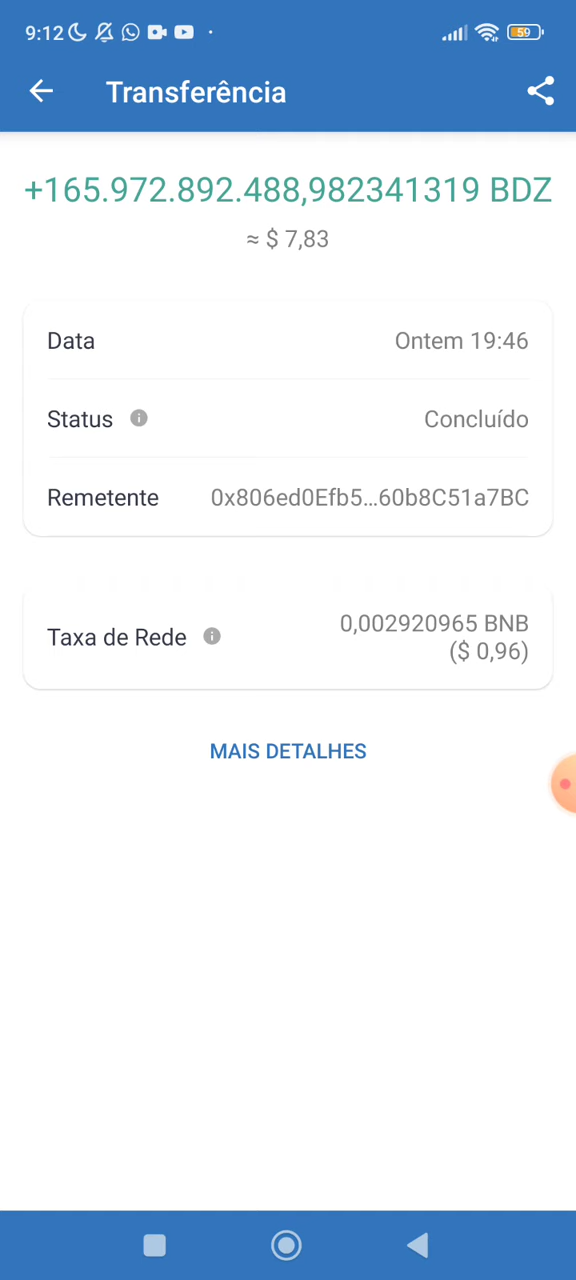 9:12
59
Transferência
+165.972.892.488,982341319 BDZ
≈ $ 7,83
Data Ontem 19:46
Status Concluído
Remetente 0x806ed0Efb5...60b8C51a7BC
Taxa de Rede 0,002920965 BNB
($ 0,96)
MAIS DETALHES